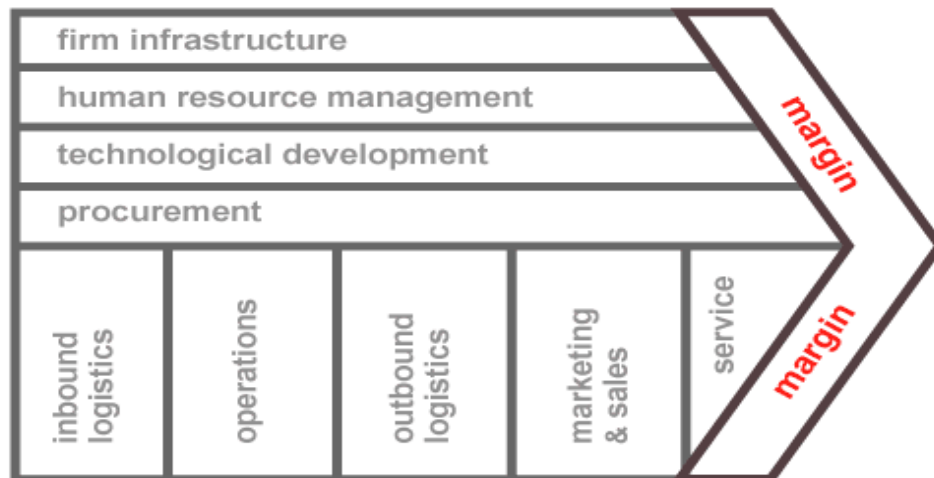 firm infrastructure
human resource management
technological development
procurement
inbound
logistics
operations
outbound
logistics
marketing
& sales
service
margin
margin